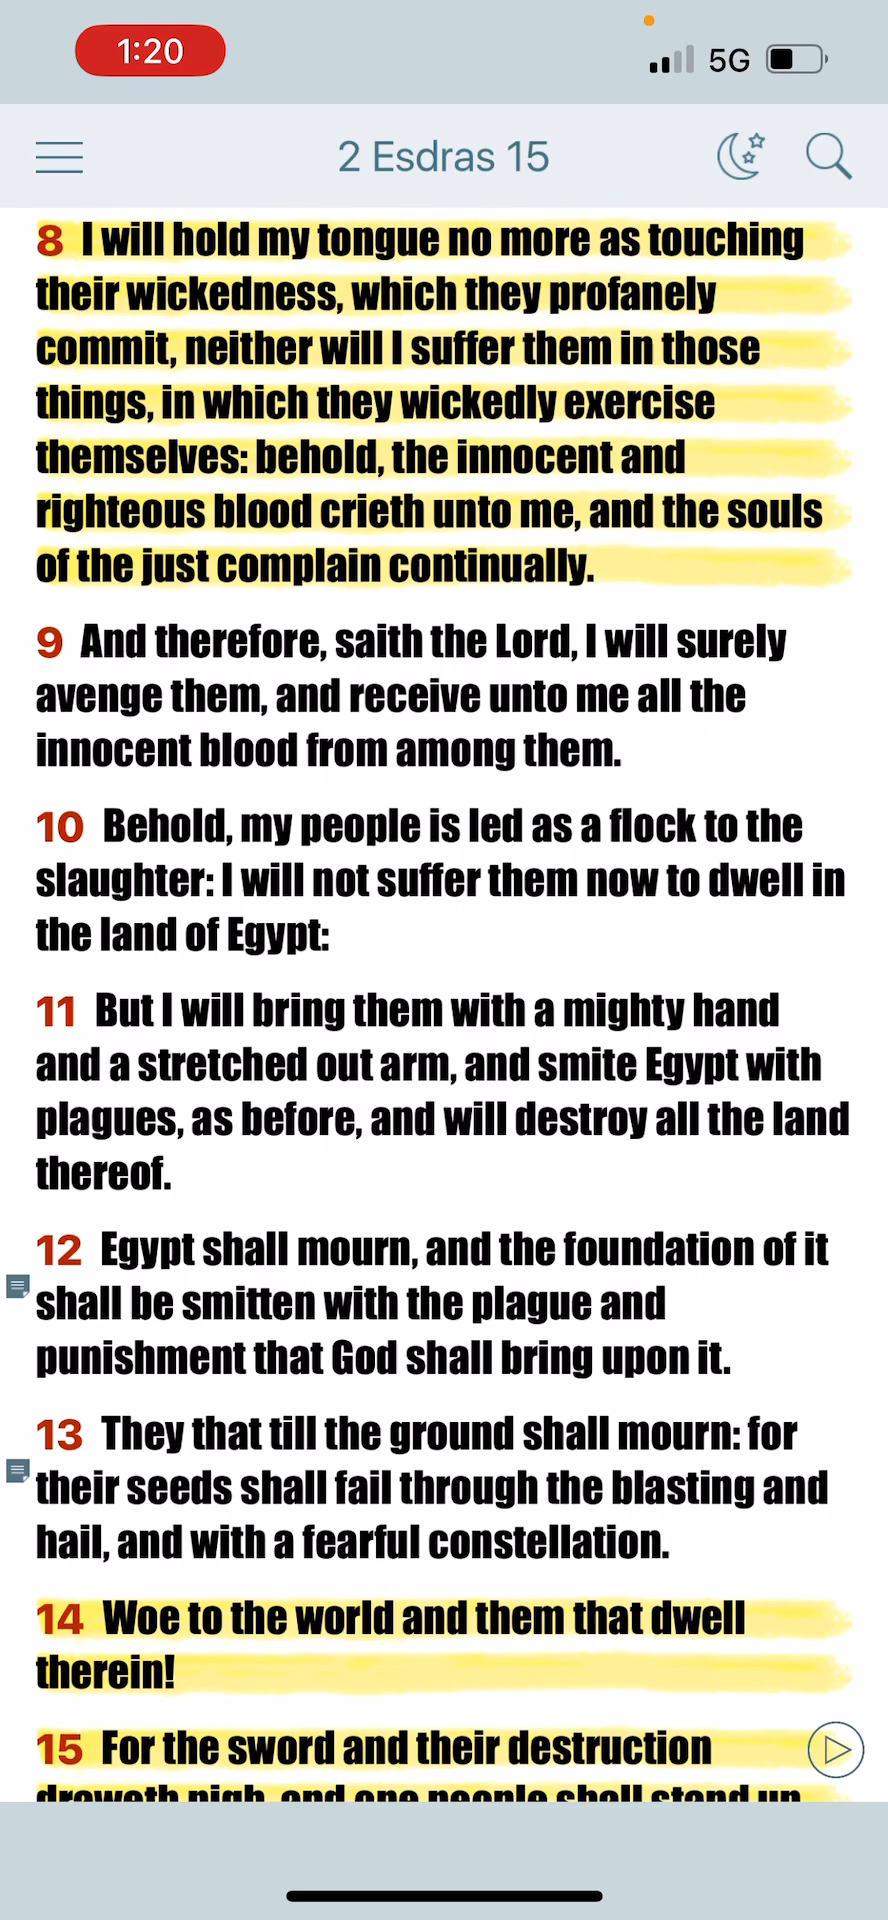 1:20
5G
2 Esdras 15
8 I will hold my tongue no more as touching
their wickedness, which they profanely
commit, neither will I suffer them in those
things, in which they wickedly exercise
themselves: behold, the innocent and
righteous blood crieth unto me, and the souls
of the just complain continually.
9 And therefore, saith the Lord, I will surely
avenge them, and receive unto me all the
innocent blood from among them.
10 Behold, my people is led as a flock to the
slaughter: I will not suffer them now to dwell in
the land of Egypt:
11 But I will bring them with a mighty hand
and a stretched out arm, and smite Egypt with
plagues, as before, and will destroy all the land
thereof.
12 Egypt shall mourn, and the foundation of it
shall be smitten with the plague and
punishment that God shall bring upon it.
13 They that till the ground shall mourn: for
their seeds shall fail through the blasting and
hail, and with a fearful constellation.
14 Woe to the world and them that dwell
therein!
15 For the sword and their destruction
draweth nigh, and one people shall stand up